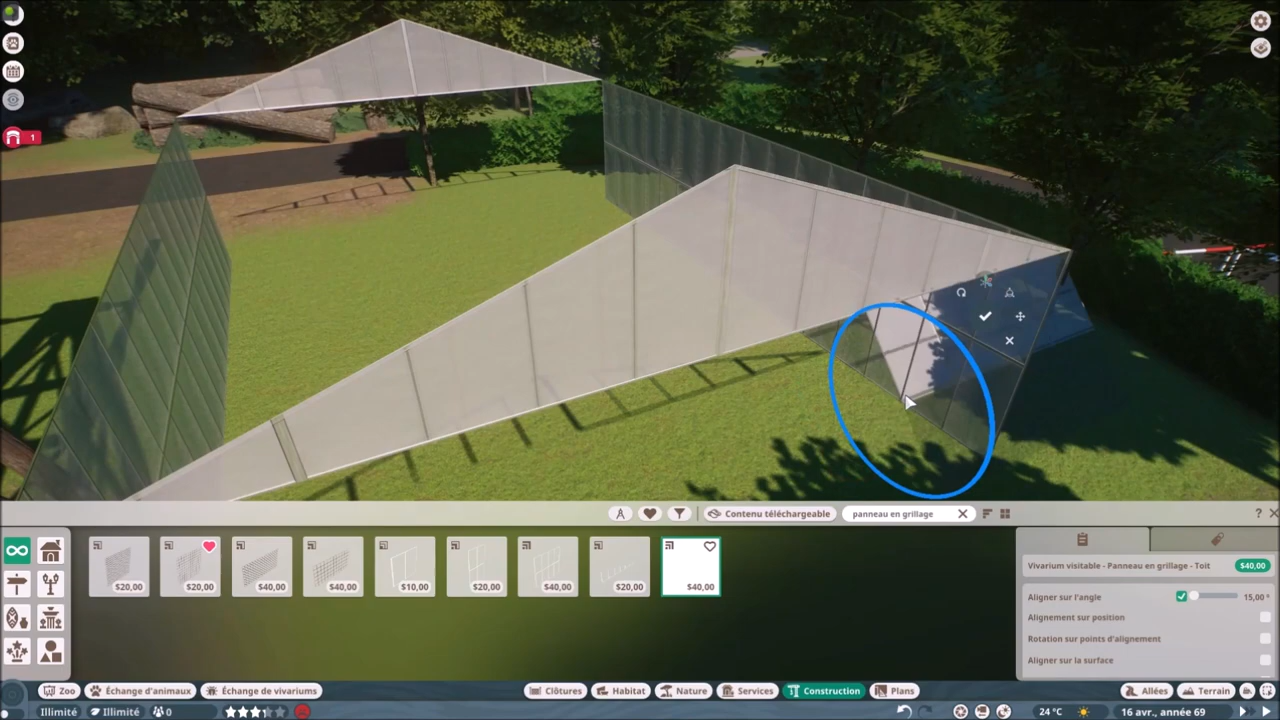 1
Contenu téléchargeable
panneau en grillage
?
$20,00
$20,00
$40,00
$40,00
$10,00
$20,00
$40,00
$20,00
$40,00
Vivarium visitable - Panneau en grillage - Toit $40,00
Aligner sur l'angle 15,00 °
Alignement sur position
Rotation sur points d'alignement
Aligner sur la surface
Zoo Échange d'animaux Échange de vivariums Clôtures Habitat Nature Services Construction Plans Allées Terrain
Illimité Illimité 0 24 °C 16 avr., année 69